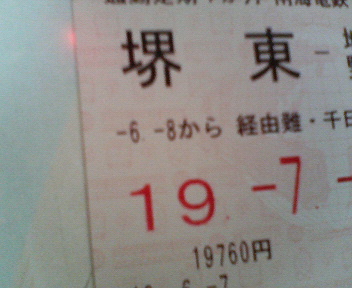 堺 東 -
-6.-8から 経由難・千日
19.-7.-
19760円